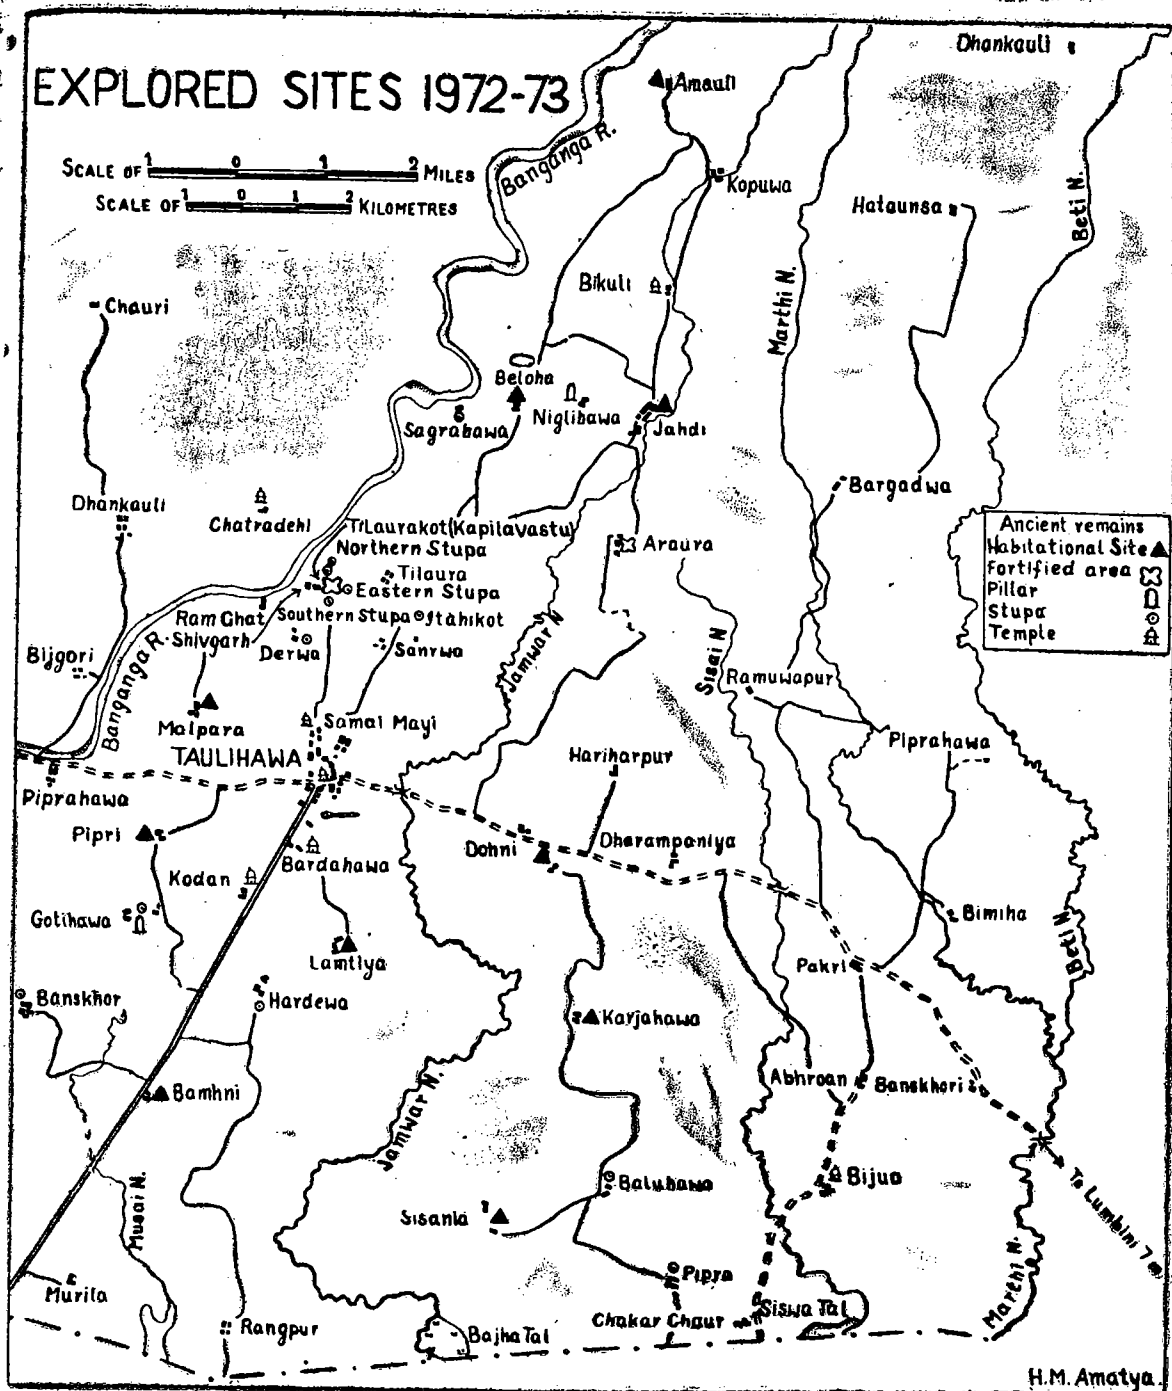 EXPLORED SITES 1972-73
SCALE OF 1 0 1 2 MILES
SCALE OF 1 0 1 2 KILOMETRES
Dhankauli
Amauli
Banganga R.
Kopuwa
Hataunsa
Beti N.
Bikuli
Marthi N.
Chauri
Beloha
Niglibawa
Sagrahawa
Jahdi
Bargadwa
Dhankauli
Chatradehi
TiLaurakot (Kapilavastu)
Northern Stupa
Araura
Tilaura
Eastern Stupa
Ancient remains
Habitational Site
Fortified area
Pillar
Stupa
Temple
Ram Ghat
Southern Stupa
Itahikot
Shivgarh
Derwa
Sanrwa
Jamwar N
Sisai N
Bijgori
Banganga R.
Ramuwapur
Malpara
Samai Mayi
TAULIHAWA
Hariharpur
Piprahawa
Piprahawa
Pipri
Dohni
Dharampaniya
Bardahawa
Kodan
Gotihawa
Bimiha
Beti N.
Lamtiya
Pakri
Banskhor
Hardewa
Karjahawa
Bamhni
Abhroan
Banskhori
Jamwar N.
Musai N.
Balubawa
Bijua
To Lumbini 7
Sisania
Murila
Pipra
Marthi N.
Rangpur
Bajha Tal
Chakar Chaur
Siswa Tal
H.M. Amatya.